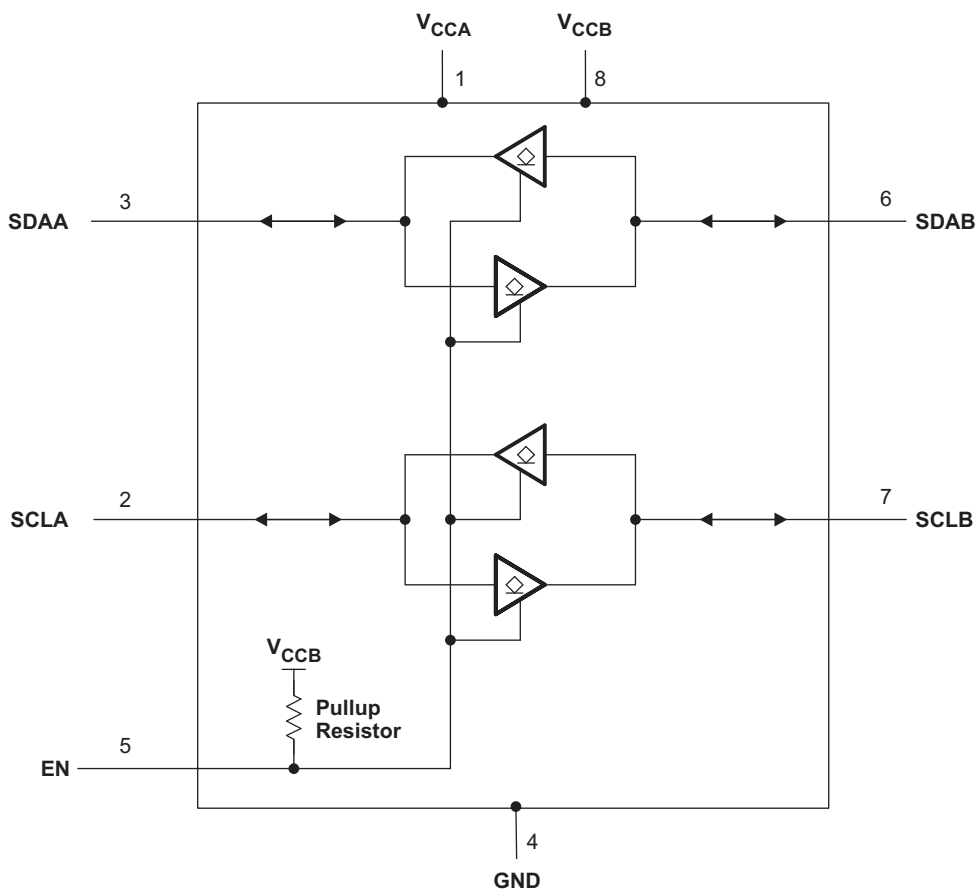 VCCA
VCCB
1
8
3
6
SDAA
SDAB
2
7
SCLA
SCLB
VCCB
Pullup
Resistor
5
EN
4
GND